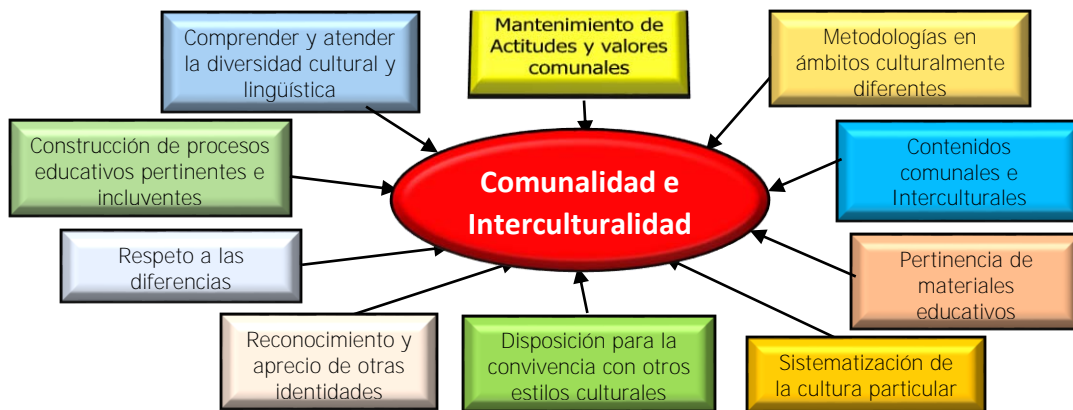 Comprender y atender
la diversidad cultural y
lingüística
Mantenimiento de
Actitudes y valores
comunales
Metodologías en
ámbitos culturalmente
diferentes
Construcción de procesos
educativos pertinentes e
incluyentes
Comunalidad e
Interculturalidad
Contenidos
comunales e
Interculturales
Respeto a las
diferencias
Pertinencia de
materiales
educativos
Reconocimiento y
aprecio de otras
identidades
Disposición para la
convivencia con otros
estilos culturales
Sistematización de
la cultura particular